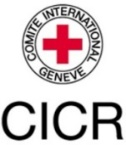 COMITE INTERNATIONAL
GENEVE
CICR